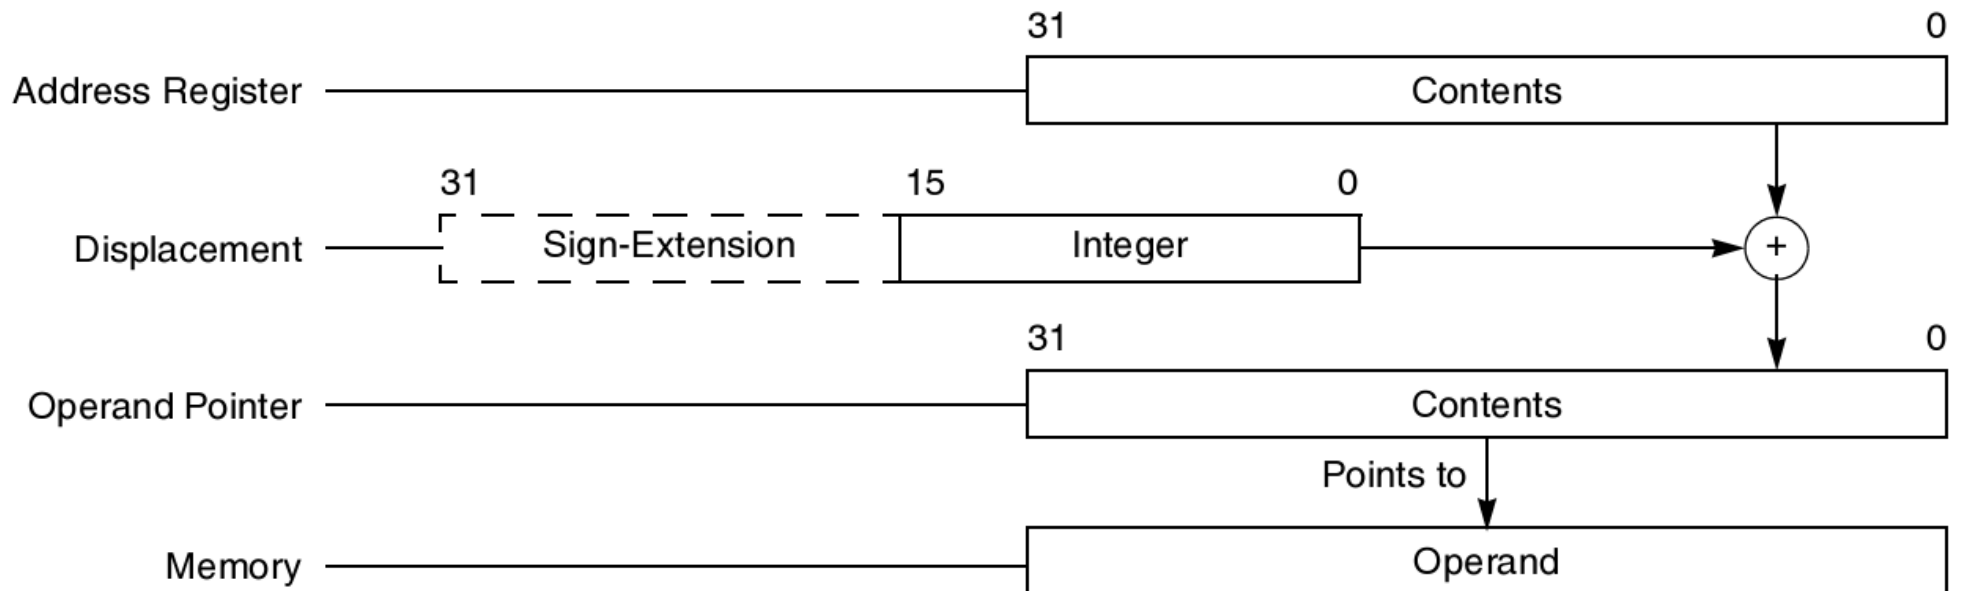 31 0
Address Register Contents
31 15 0
Displacement Sign-Extension Integer +
31 0
Operand Pointer Contents
Points to
Memory Operand